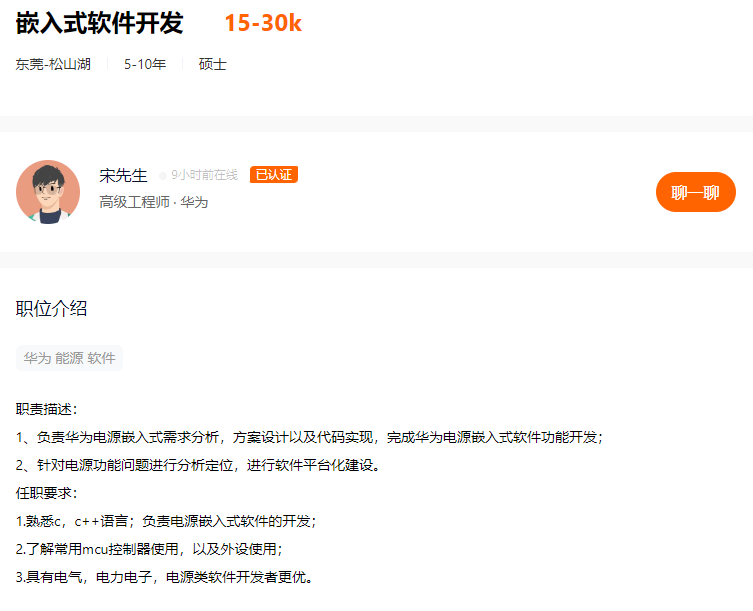 嵌入式软件开发 15-30k
东莞-松山湖 5-10年 硕士
宋先生 9小时前在线 已认证
高级工程师 · 华为
聊一聊
职位介绍
华为 能源 软件
职责描述：
1、负责华为电源嵌入式需求分析，方案设计以及代码实现，完成华为电源嵌入式软件功能开发；
2、针对电源功能问题进行分析定位，进行软件平台化建设。
任职要求：
1.熟悉c，c++语言；负责电源嵌入式软件的开发；
2.了解常用mcu控制器使用，以及外设使用；
3.具有电气，电力电子，电源类软件开发者更优。